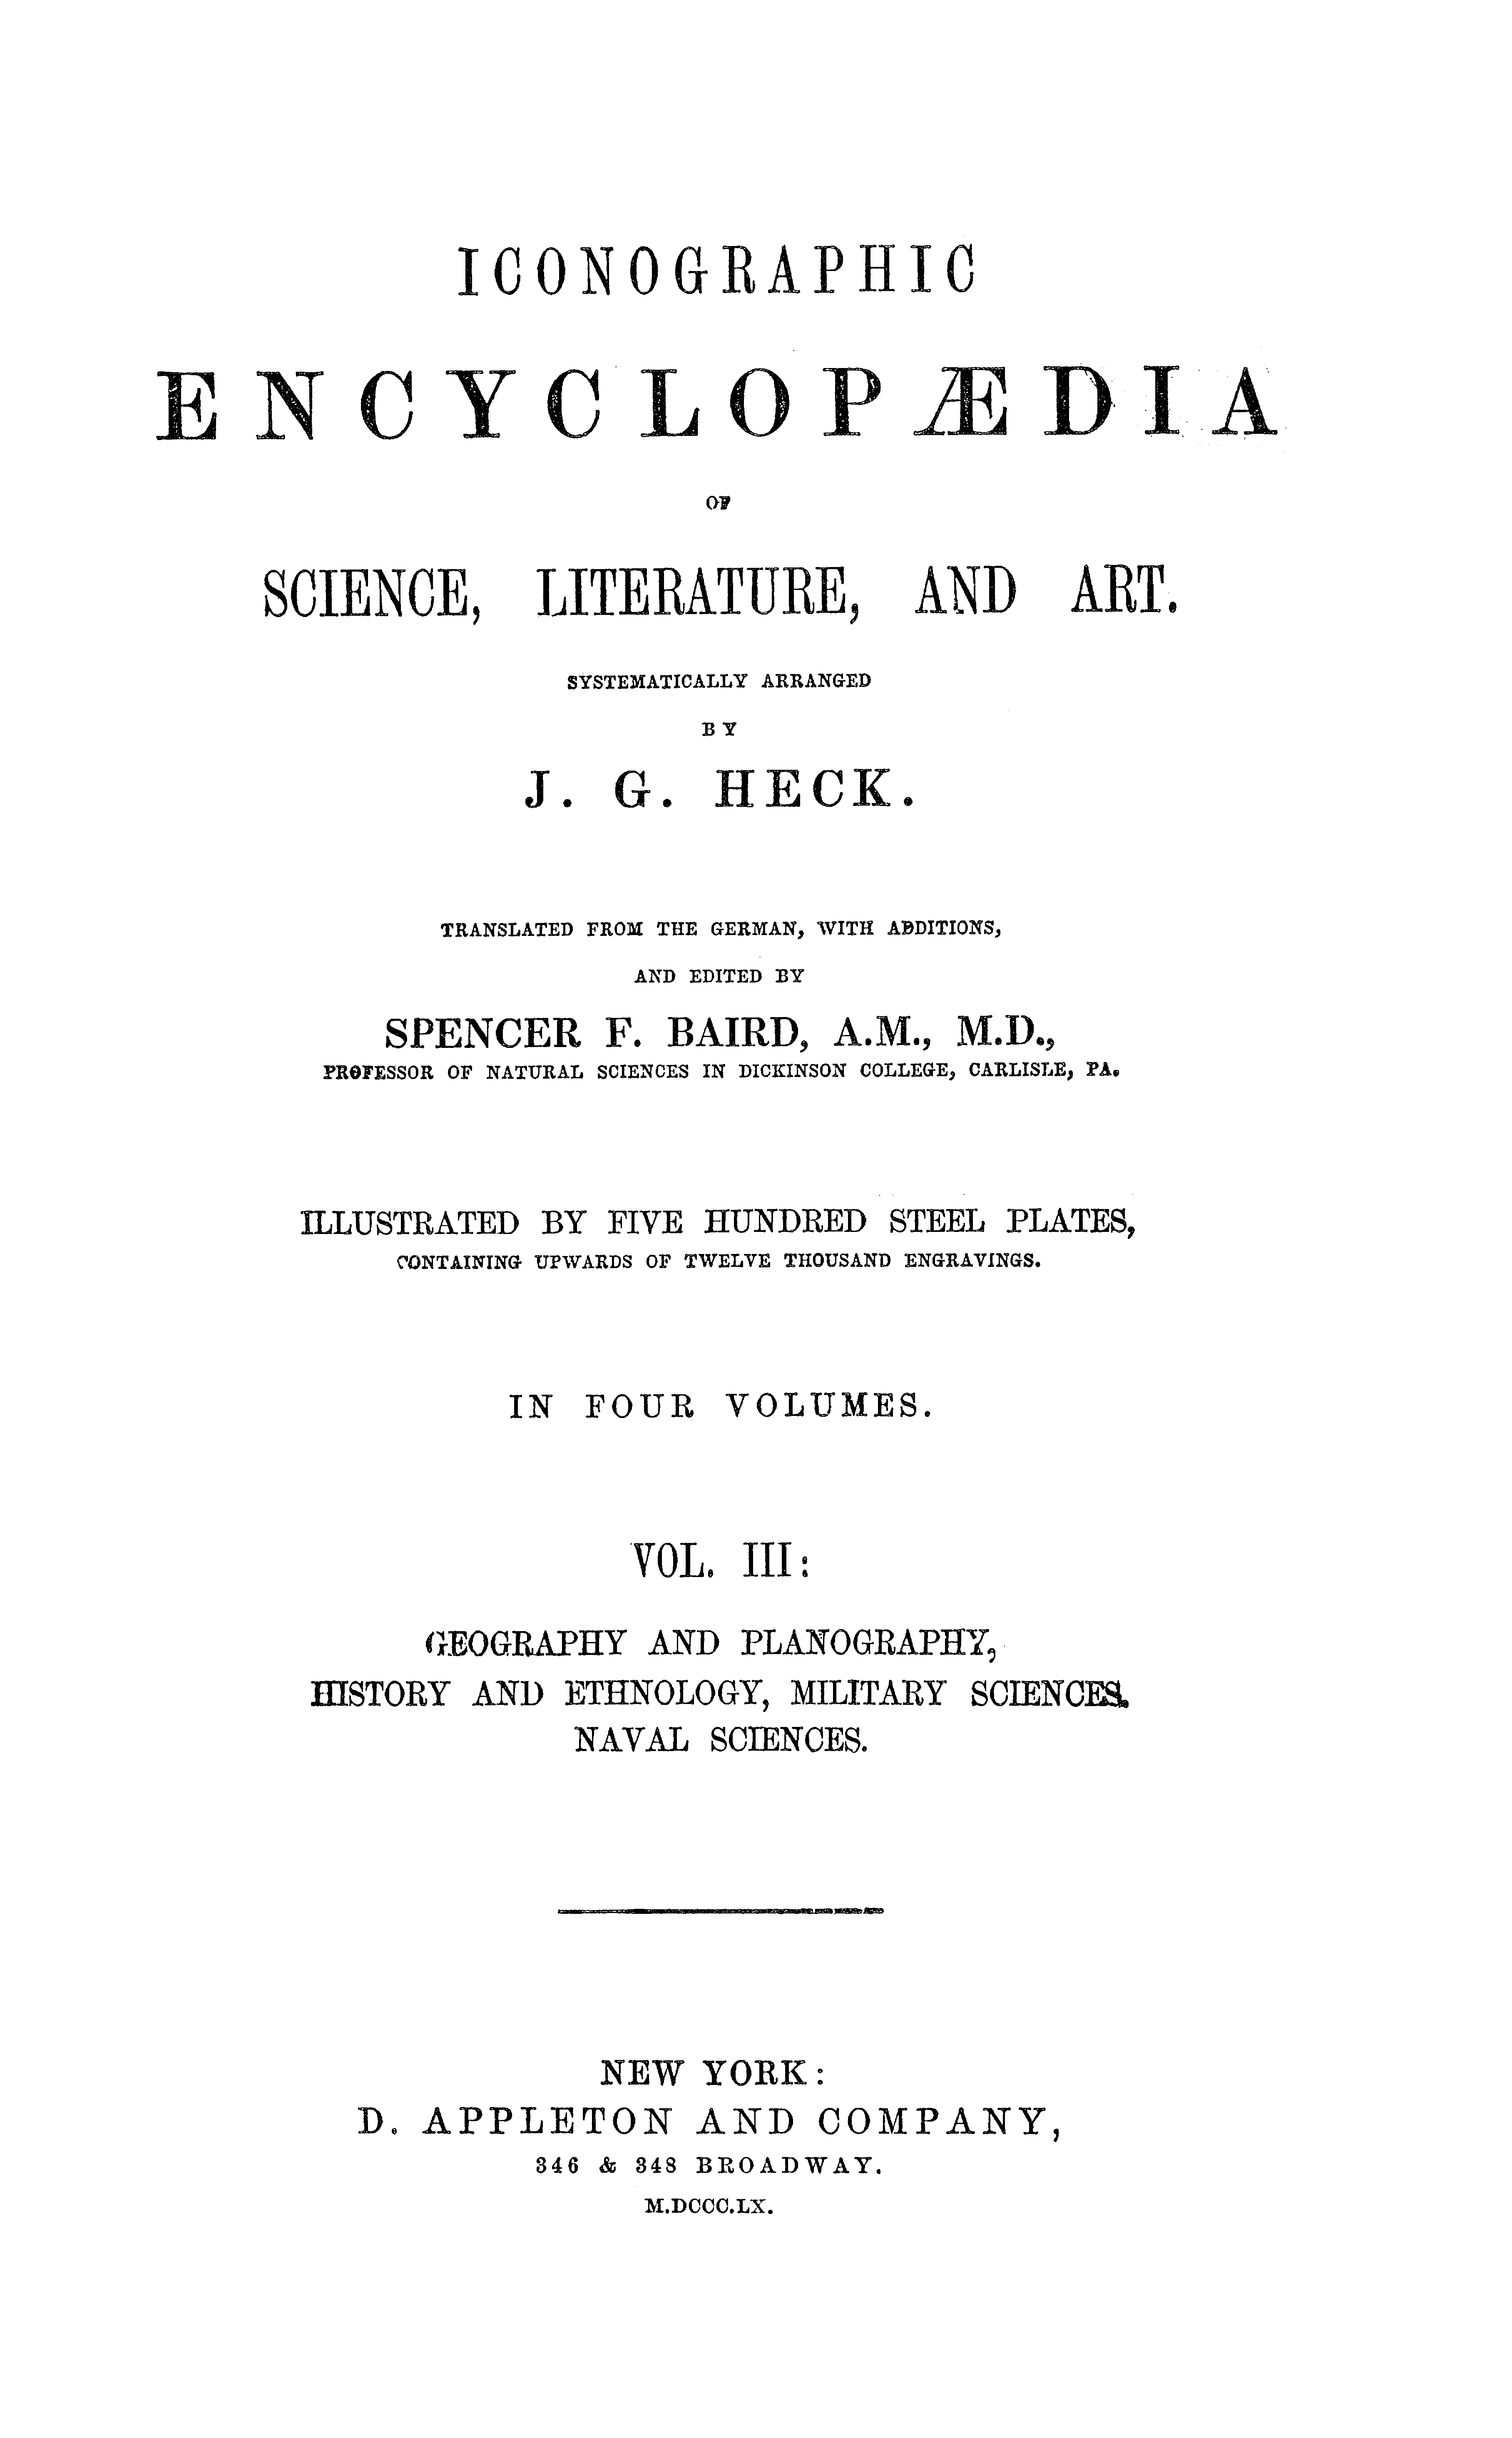 ICONOGRAPHIC
ENCYCLOPÆDIA
OF
SCIENCE, LITERATURE, AND ART.
SYSTEMATICALLY ARRANGED
BY
J. G. HECK.
TRANSLATED FROM THE GERMAN, WITH ADDITIONS,
AND EDITED BY
SPENCER F. BAIRD, A.M., M.D.,
PROFESSOR OF NATURAL SCIENCES IN DICKINSON COLLEGE, CARLISLE, PA.
ILLUSTRATED BY FIVE HUNDRED STEEL PLATES,
CONTAINING UPWARDS OF TWELVE THOUSAND ENGRAVINGS.
IN FOUR VOLUMES.
VOL. III:
GEOGRAPHY AND PLANOGRAPHY,
HISTORY AND ETHNOLOGY, MILITARY SCIENCES,
NAVAL SCIENCES.
NEW YORK:
D. APPLETON AND COMPANY,
346 & 348 BROADWAY.
M.DCCC.LX.